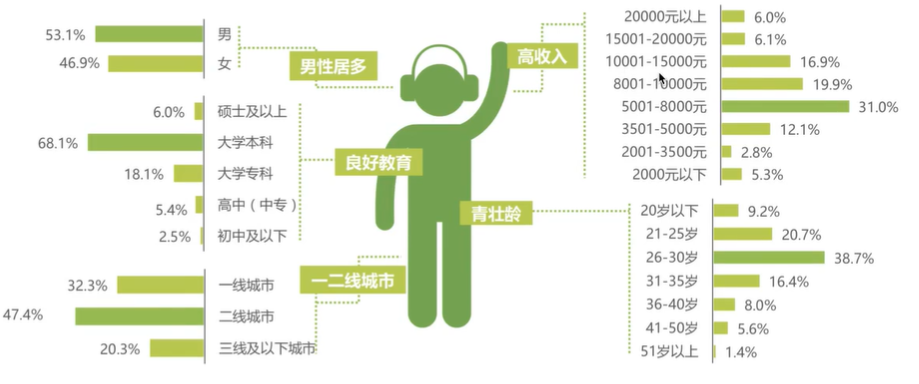 53.1% 男
46.9% 女
男性居多
6.0% 硕士及以上
68.1% 大学本科
18.1% 大学专科
5.4% 高中（中专）
2.5% 初中及以下
良好教育
32.3% 一线城市
47.4% 二线城市
20.3% 三线及以下城市
一二线城市
高收入
20000元以上 6.0%
15001-20000元 6.1%
10001-15000元 16.9%
8001-10000元 19.9%
5001-8000元 31.0%
3501-5000元 12.1%
2001-3500元 2.8%
2000元以下 5.3%
青壮龄
20岁以下 9.2%
21-25岁 20.7%
26-30岁 38.7%
31-35岁 16.4%
36-40岁 8.0%
41-50岁 5.6%
51岁以上 1.4%